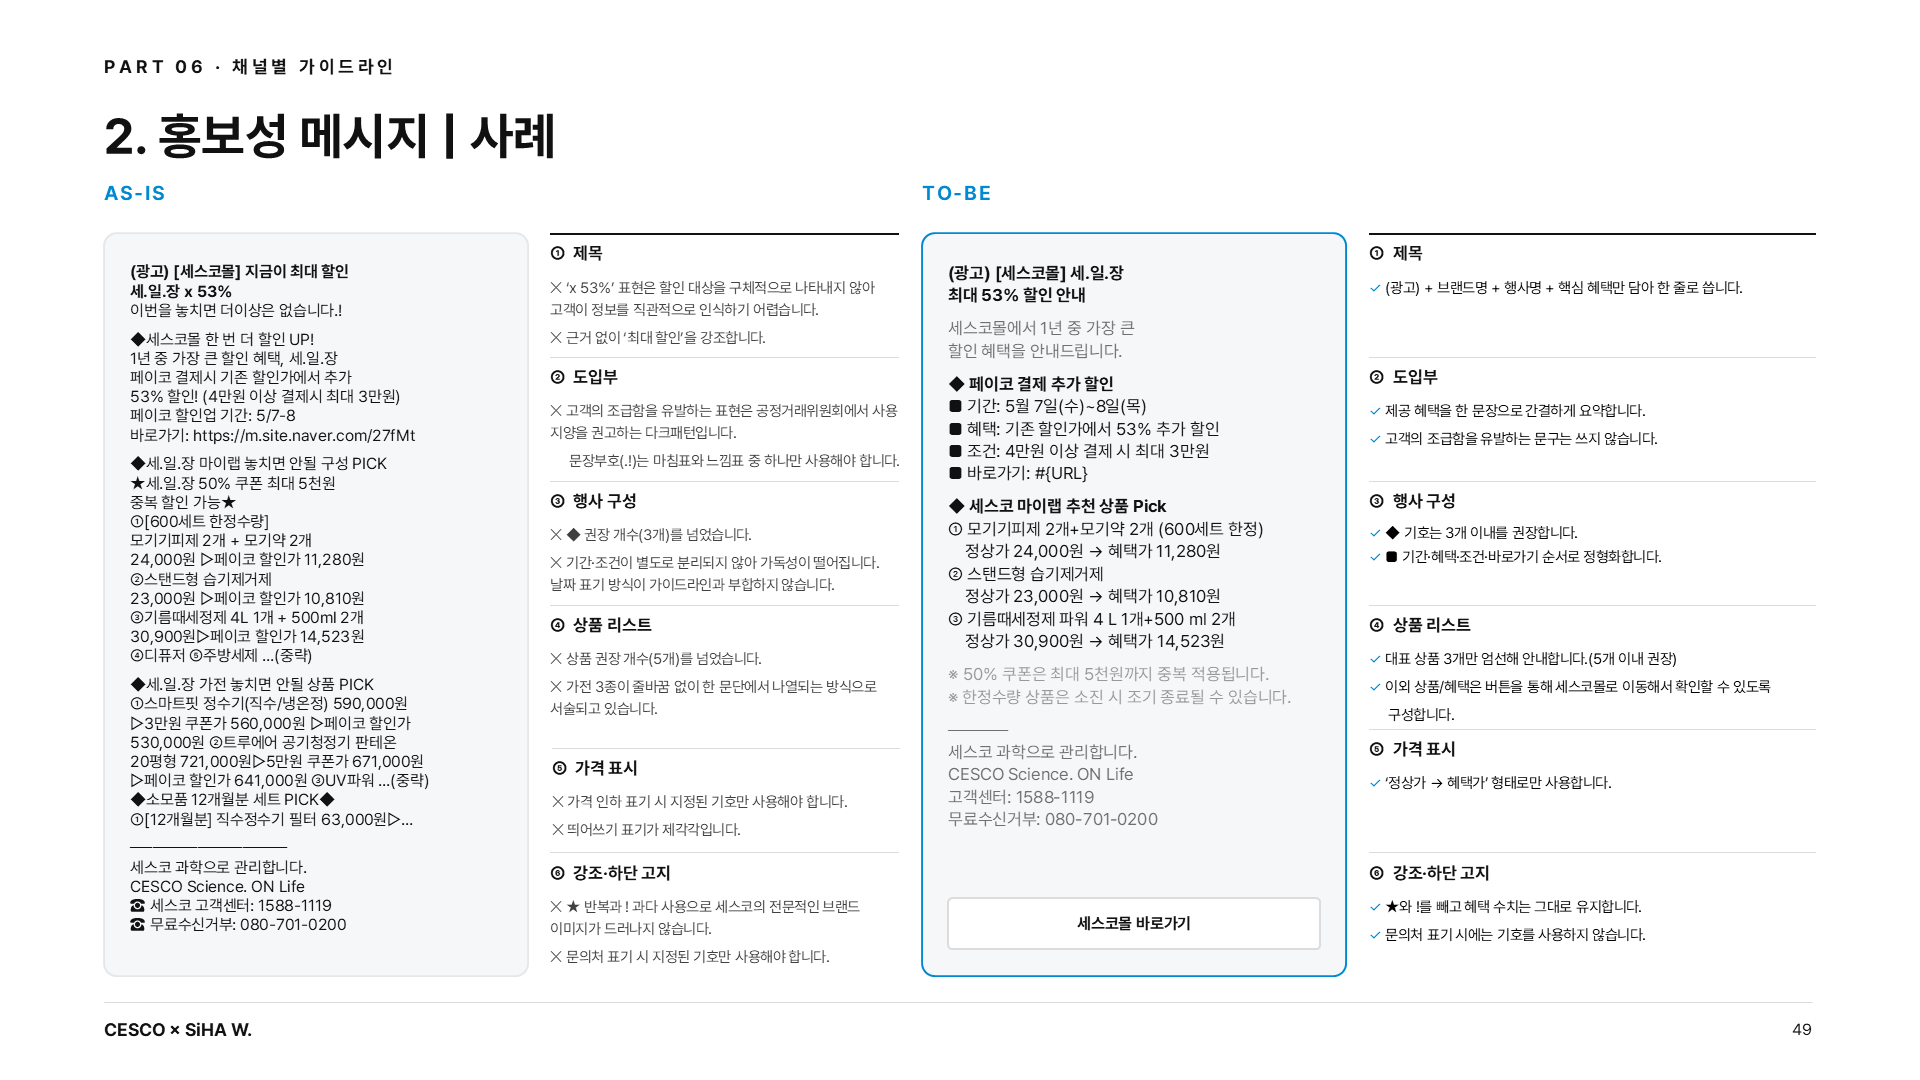 PART 06 · 채널별 가이드라인
2. 홍보성 메시지 | 사례
AS-IS
(광고) [세스코몰] 지금이 최대 할인
세.일.장 x 53%
이번을 놓치면 더이상은 없습니다.!
◆세스코몰 한 번 더 할인 UP!
1년 중 가장 큰 할인 혜택, 세.일.장
페이코 결제시 기존 할인가에서 추가
53% 할인! (4만원 이상 결제시 최대 3만원)
페이코 할인업 기간: 5/7-8
바로가기: https://m.site.naver.com/27fMt
◆세.일.장 마이랩 놓치면 안될 구성 PICK
★세.일.장 50% 쿠폰 최대 5천원
중복 할인 가능★
①[600세트 한정수량]
모기기피제 2개 + 모기약 2개
24,000원 ▷페이코 할인가 11,280원
②스탠드형 습기제거제
23,000원 ▷페이코 할인가 10,810원
③기름때세정제 4L 1개 + 500ml 2개
30,900원▷페이코 할인가 14,523원
④디퓨저 ⑤주방세제 ...(중략)
◆세.일.장 가전 놓치면 안될 상품 PICK
①스마트핏 정수기(직수/냉온정) 590,000원
▷3만원 쿠폰가 560,000원 ▷페이코 할인가
530,000원 ②트루에어 공기청정기 판테온
20평형 721,000원▷5만원 쿠폰가 671,000원
▷페이코 할인가 641,000원 ③UV파워 ...(중략)
◆소모품 12개월분 세트 PICK◆
①[12개월분] 직수정수기 필터 63,000원▷...
세스코 과학으로 관리합니다.
CESCO Science. ON Life
☎ 세스코 고객센터: 1588-1119
☎ 무료수신거부: 080-701-0200
① 제목
╳ ‘x 53%’ 표현은 할인 대상을 구체적으로 나타내지 않아
고객이 정보를 직관적으로 인식하기 어렵습니다.
╳ 근거 없이 ‘최대 할인’을 강조합니다.
② 도입부
╳ 고객의 조급함을 유발하는 표현은 공정거래위원회에서 사용
지양을 권고하는 다크패턴입니다.
문장부호(.!)는 마침표와 느낌표 중 하나만 사용해야 합니다.
③ 행사 구성
╳ ◆ 권장 개수(3개)를 넘었습니다.
╳ 기간·조건이 별도로 분리되지 않아 가독성이 떨어집니다.
날짜 표기 방식이 가이드라인과 부합하지 않습니다.
④ 상품 리스트
╳ 상품 권장 개수(5개)를 넘었습니다.
╳ 가전 3종이 줄바꿈 없이 한 문단에서 나열되는 방식으로
서술되고 있습니다.
⑤ 가격 표시
╳ 가격 인하 표기 시 지정된 기호만 사용해야 합니다.
╳ 띄어쓰기 표기가 제각각입니다.
⑥ 강조·하단 고지
╳ ★ 반복과 ! 과다 사용으로 세스코의 전문적인 브랜드
이미지가 드러나지 않습니다.
╳ 문의처 표기 시 지정된 기호만 사용해야 합니다.
TO-BE
(광고) [세스코몰] 세.일.장
최대 53% 할인 안내
세스코몰에서 1년 중 가장 큰
할인 혜택을 안내드립니다.
◆ 페이코 결제 추가 할인
■ 기간: 5월 7일(수)~8일(목)
■ 혜택: 기존 할인가에서 53% 추가 할인
■ 조건: 4만원 이상 결제 시 최대 3만원
■ 바로가기: #{URL}
◆ 세스코 마이랩 추천 상품 Pick
① 모기기피제 2개+모기약 2개 (600세트 한정)
정상가 24,000원 → 혜택가 11,280원
② 스탠드형 습기제거제
정상가 23,000원 → 혜택가 10,810원
③ 기름때세정제 파워 4 L 1개+500 ml 2개
정상가 30,900원 → 혜택가 14,523원
※ 50% 쿠폰은 최대 5천원까지 중복 적용됩니다.
※ 한정수량 상품은 소진 시 조기 종료될 수 있습니다.
세스코 과학으로 관리합니다.
CESCO Science. ON Life
고객센터: 1588-1119
무료수신거부: 080-701-0200
세스코몰 바로가기
① 제목
✓ (광고) + 브랜드명 + 행사명 + 핵심 혜택만 담아 한 줄로 씁니다.
② 도입부
✓ 제공 혜택을 한 문장으로 간결하게 요약합니다.
✓ 고객의 조급함을 유발하는 문구는 쓰지 않습니다.
③ 행사 구성
✓ ◆ 기호는 3개 이내를 권장합니다.
✓ ■ 기간·혜택·조건·바로가기 순서로 정형화합니다.
④ 상품 리스트
✓ 대표 상품 3개만 엄선해 안내합니다.(5개 이내 권장)
✓ 이외 상품/혜택은 버튼을 통해 세스코몰로 이동해서 확인할 수 있도록
구성합니다.
⑤ 가격 표시
✓ ‘정상가 → 혜택가’ 형태로만 사용합니다.
⑥ 강조·하단 고지
✓ ★와 !를 빼고 혜택 수치는 그대로 유지합니다.
✓ 문의처 표기 시에는 기호를 사용하지 않습니다.
CESCO × SiHA W.
49